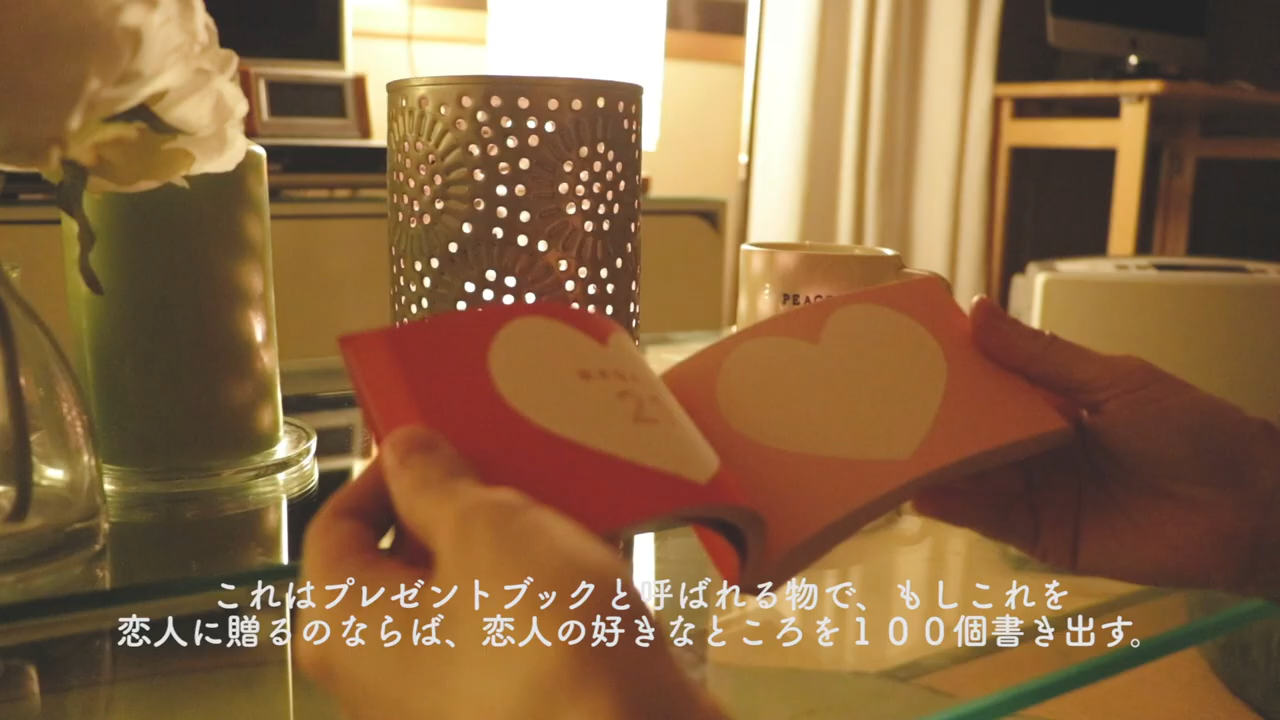 これはプレゼントブックと呼ばれる物で、もしこれを
恋人に贈るのならば、恋人の好きなところを１００個書き出す。